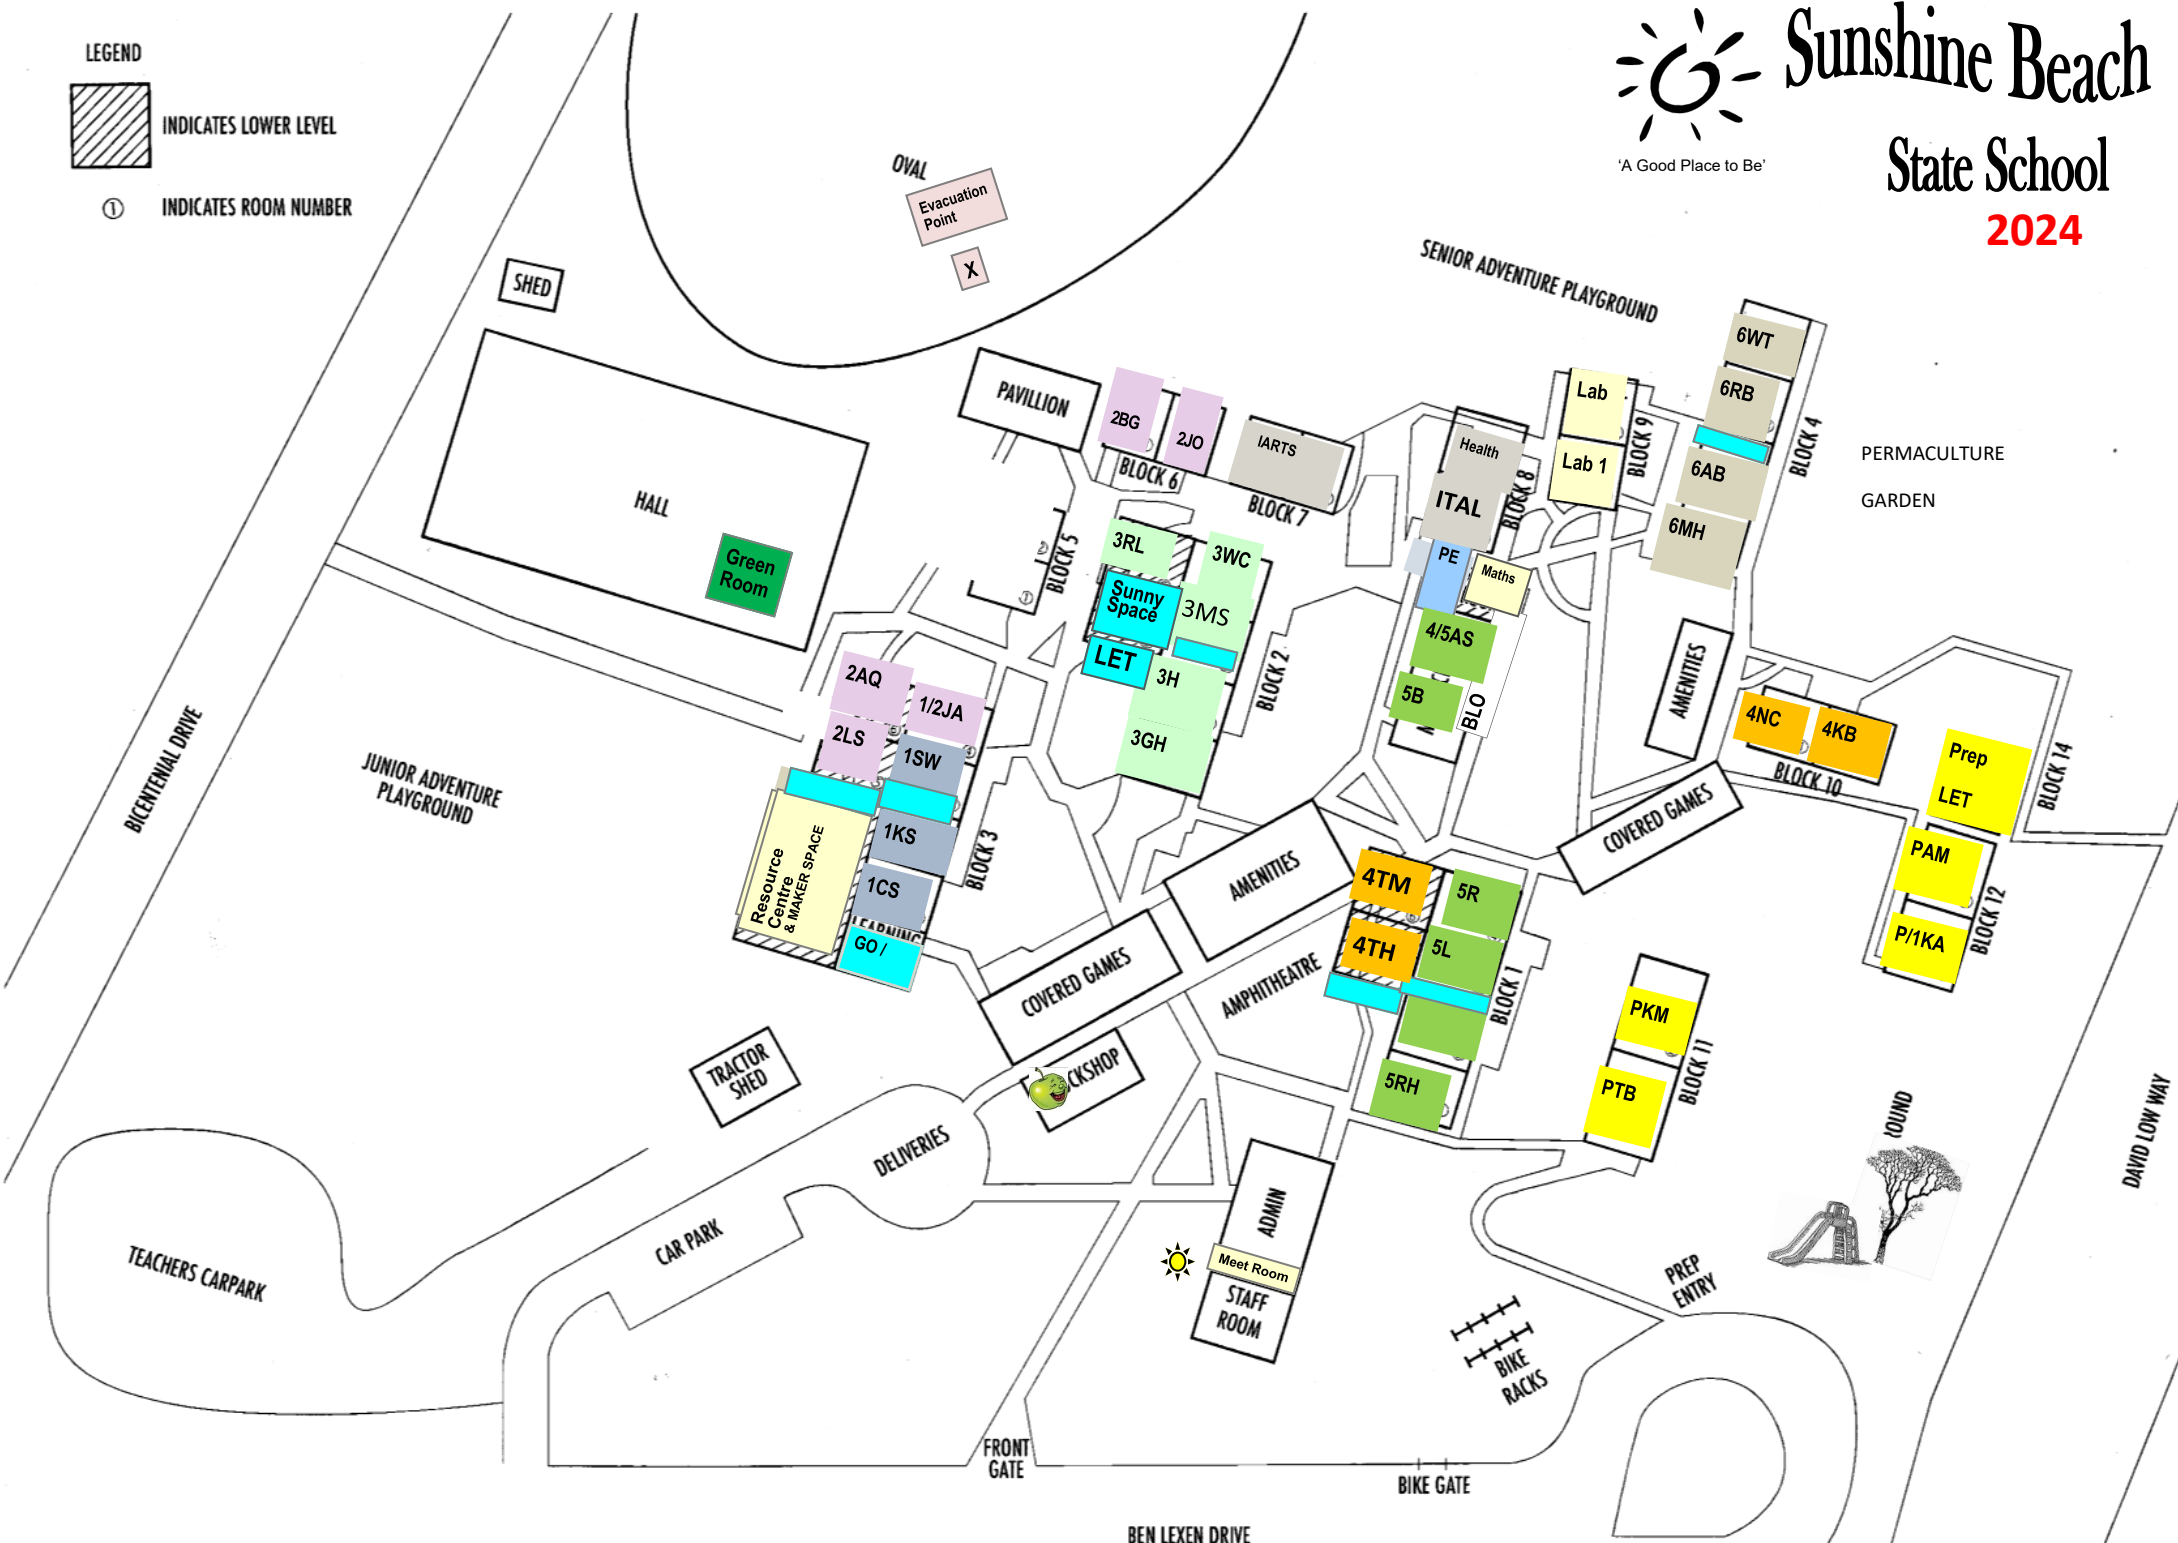 LEGEND
INDICATES LOWER LEVEL
1 INDICATES ROOM NUMBER
Sunshine Beach
State School
2024
'A Good Place to Be'
OVAL
Evacuation
Point
X
SHED
HALL
Green
Room
PAVILLION
2BG
2JO
BLOCK 6
IARTS
BLOCK 7
SENIOR ADVENTURE PLAYGROUND
Health
ITAL
BLOCK 8
Lab
Lab 1
BLOCK 9
6WT
6RB
6AB
6MH
BLOCK 4
PERMACULTURE
GARDEN
BLOCK 5
3RL
3WC
Sunny
Space
3MS
LET
3H
3GH
BLOCK 2
PE
Maths
4/5AS
5B
BLO
AMENITIES
4NC
4KB
BLOCK 10
Prep
LET
BLOCK 14
PAM
P/1KA
BLOCK 12
BICENTENIAL DRIVE
JUNIOR ADVENTURE
PLAYGROUND
2AQ
1/2JA
2LS
1SW
1KS
1CS
LEARNING
GO /
Resource
Centre
& MAKER SPACE
BLOCK 3
COVERED GAMES
AMENITIES
COVERED GAMES
AMPHITHEATRE
4TM
5R
4TH
5L
5RH
BLOCK 1
PKM
PTB
BLOCK 11
TRACTOR
SHED
CKSHOP
DELIVERIES
CAR PARK
TEACHERS CARPARK
ADMIN
Meet Room
STAFF
ROOM
OUND
DAVID LOW WAY
PREP
ENTRY
BIKE
RACKS
FRONT
GATE
BIKE GATE
BEN LEXEN DRIVE